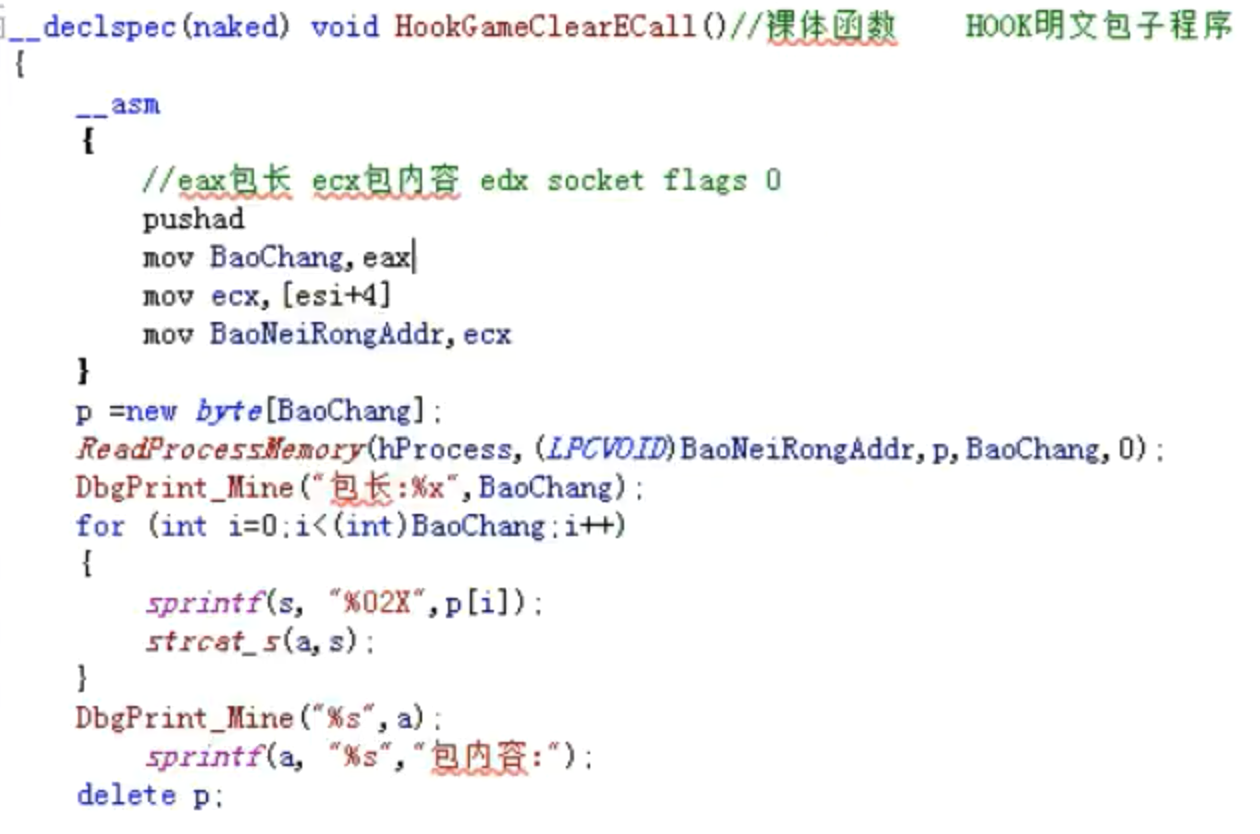 __declspec(naked) void HookGameClearECall()//裸体函数    HOOK明文包子程序
{
    __asm
    {
        //eax包长 ecx包内容 edx socket flags 0
        pushad
        mov BaoChang,eax
        mov ecx,[esi+4]
        mov BaoNeiRongAddr,ecx
    }
    p =new byte[BaoChang];
    ReadProcessMemory(hProcess,(LPCVOID)BaoNeiRongAddr,p,BaoChang,0);
    DbgPrint_Mine("包长:%x",BaoChang);
    for (int i=0;i<(int)BaoChang;i++)
    {
        sprintf(s, "%02X",p[i]);
        strcat_s(a,s);
    }
    DbgPrint_Mine("%s",a);
        sprintf(a, "%s","包内容:");
    delete p;